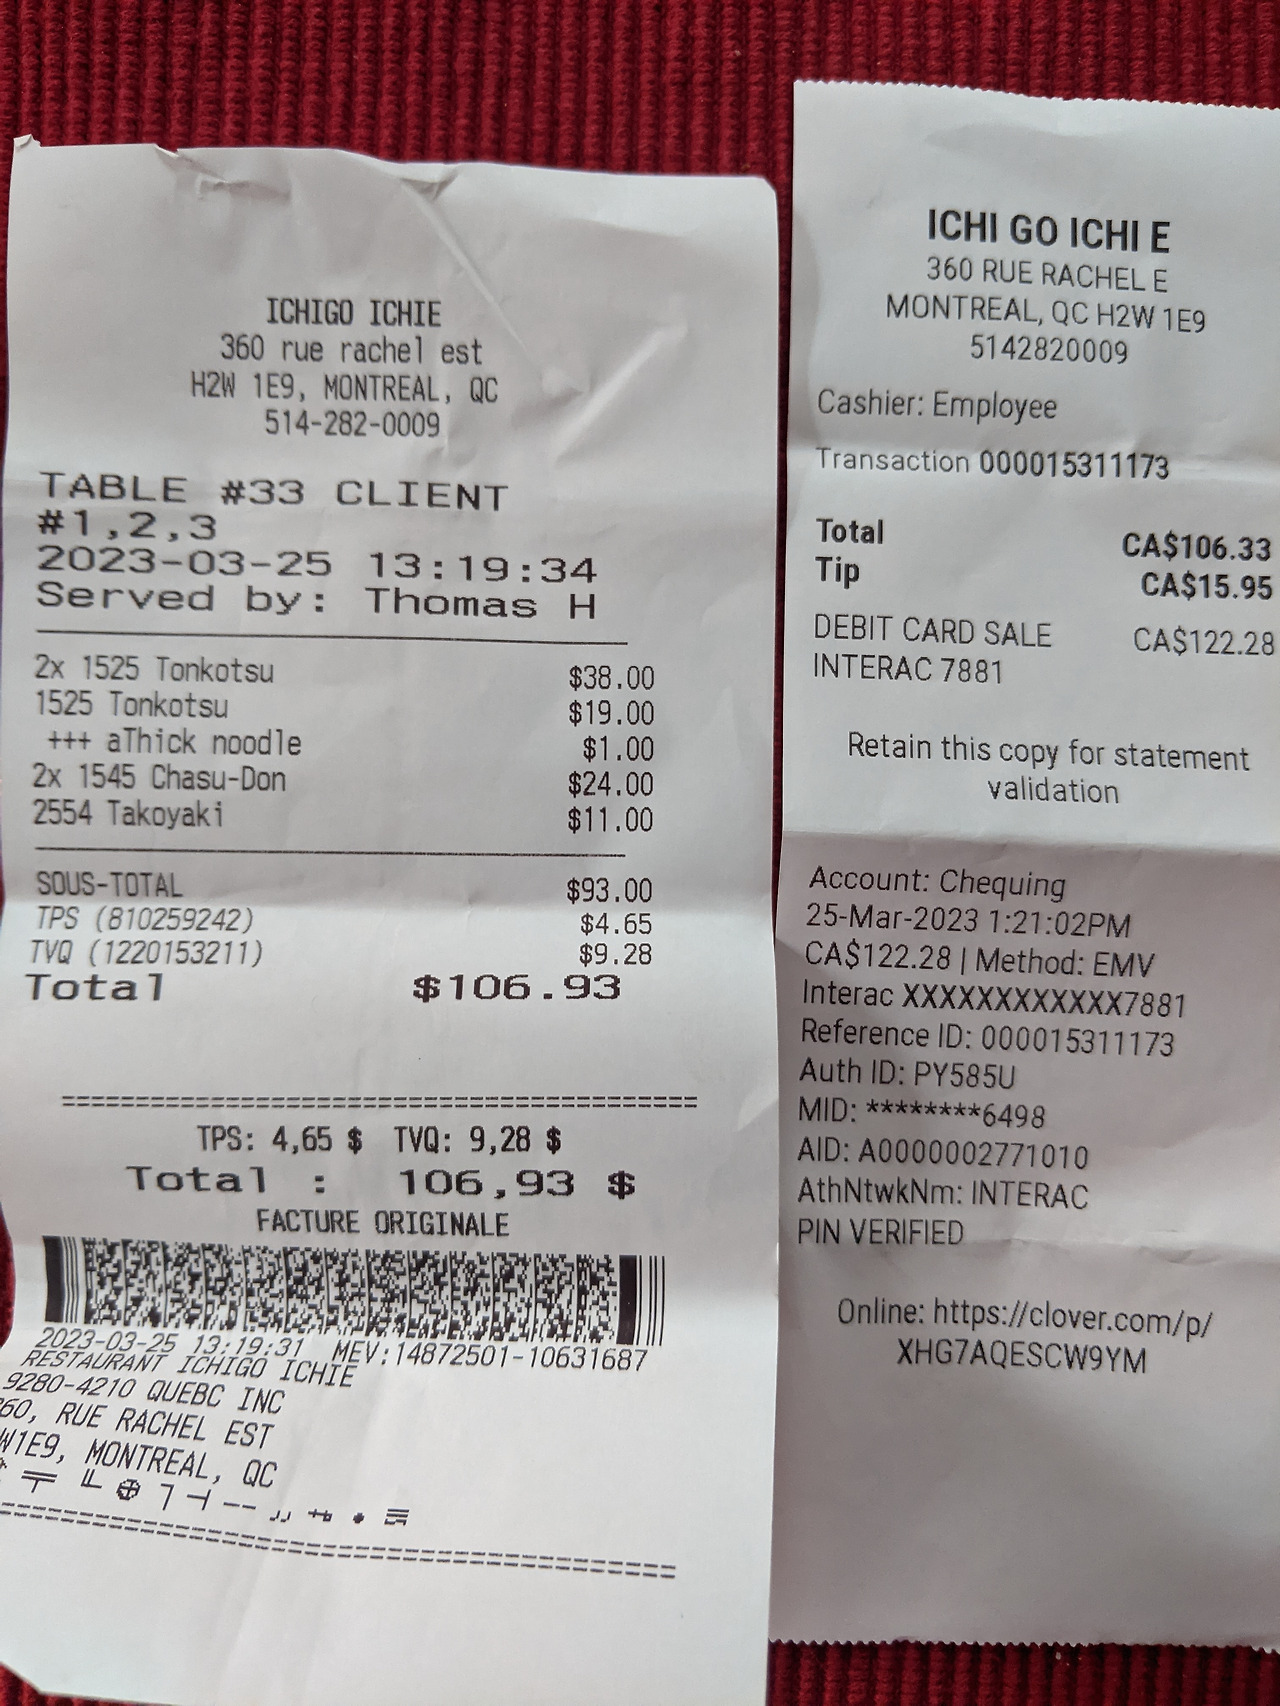 ICHIGO ICHIE
360 rue rachel est
H2W 1E9, MONTREAL, QC
514-282-0009
TABLE #33 CLIENT
#1,2,3
2023-03-25 13:19:34
Served by: Thomas H
2x 1525 Tonkotsu $38.00
1525 Tonkotsu $19.00
+++ aThick noodle $1.00
2x 1545 Chasu-Don $24.00
2554 Takoyaki $11.00
SOUS-TOTAL $93.00
TPS (810259242) $4.65
TVQ (1220153211) $9.28
Total $106.93
TPS: 4,65 $ TVQ: 9,28 $
Total : 106,93 $
FACTURE ORIGINALE
2023-03-25 13:19:31 MEV:14872501-10631687
RESTAURANT ICHIGO ICHIE
9280-4210 QUEBC INC
60, RUE RACHEL EST
W1E9, MONTREAL, QC
ICHI GO ICHI E
360 RUE RACHEL E
MONTREAL, QC H2W 1E9
5142820009
Cashier: Employee
Transaction 000015311173
Total CA$106.33
Tip CA$15.95
DEBIT CARD SALE CA$122.28
INTERAC 7881
Retain this copy for statement
validation
Account: Chequing
25-Mar-2023 1:21:02PM
CA$122.28 | Method: EMV
Interac XXXXXXXXXXXX7881
Reference ID: 000015311173
Auth ID: PY585U
MID: ********6498
AID: A0000002771010
AthNtwkNm: INTERAC
PIN VERIFIED
Online: https://clover.com/p/
XHG7AQESCW9YM